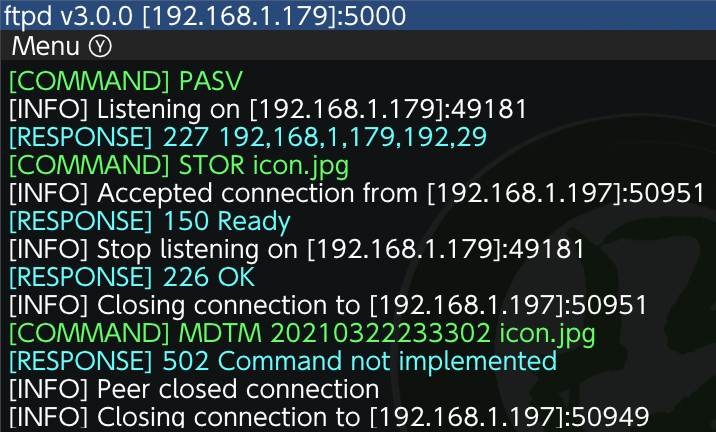 ftpd v3.0.0 [192.168.1.179]:5000
Menu Ⓨ
[COMMAND] PASV
[INFO] Listening on [192.168.1.179]:49181
[RESPONSE] 227 192,168,1,179,192,29
[COMMAND] STOR icon.jpg
[INFO] Accepted connection from [192.168.1.197]:50951
[RESPONSE] 150 Ready
[INFO] Stop listening on [192.168.1.179]:49181
[RESPONSE] 226 OK
[INFO] Closing connection to [192.168.1.197]:50951
[COMMAND] MDTM 20210322233302 icon.jpg
[RESPONSE] 502 Command not implemented
[INFO] Peer closed connection
[INFO] Closing connection to [192.168.1.197]:50949